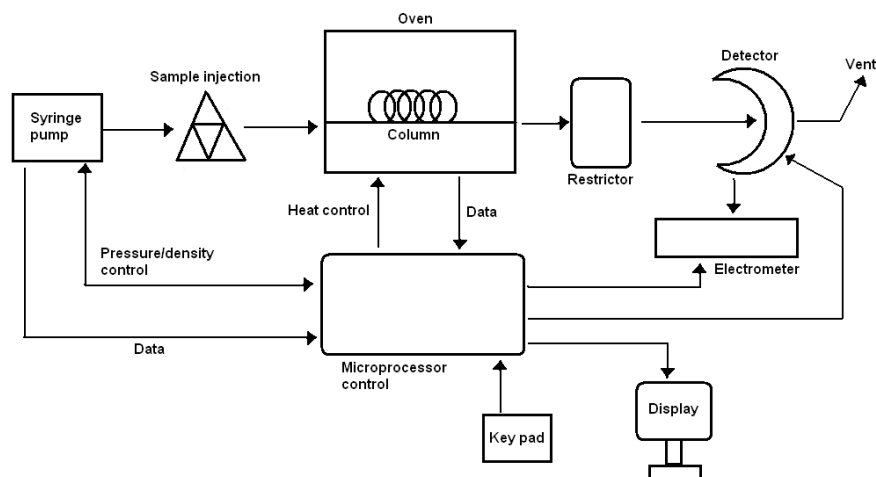 Oven
Sample injection
Detector
Vent
Syringe
pump
Column
Restrictor
Heat control
Data
Pressure/density
control
Electrometer
Data
Microprocessor
control
Key pad
Display